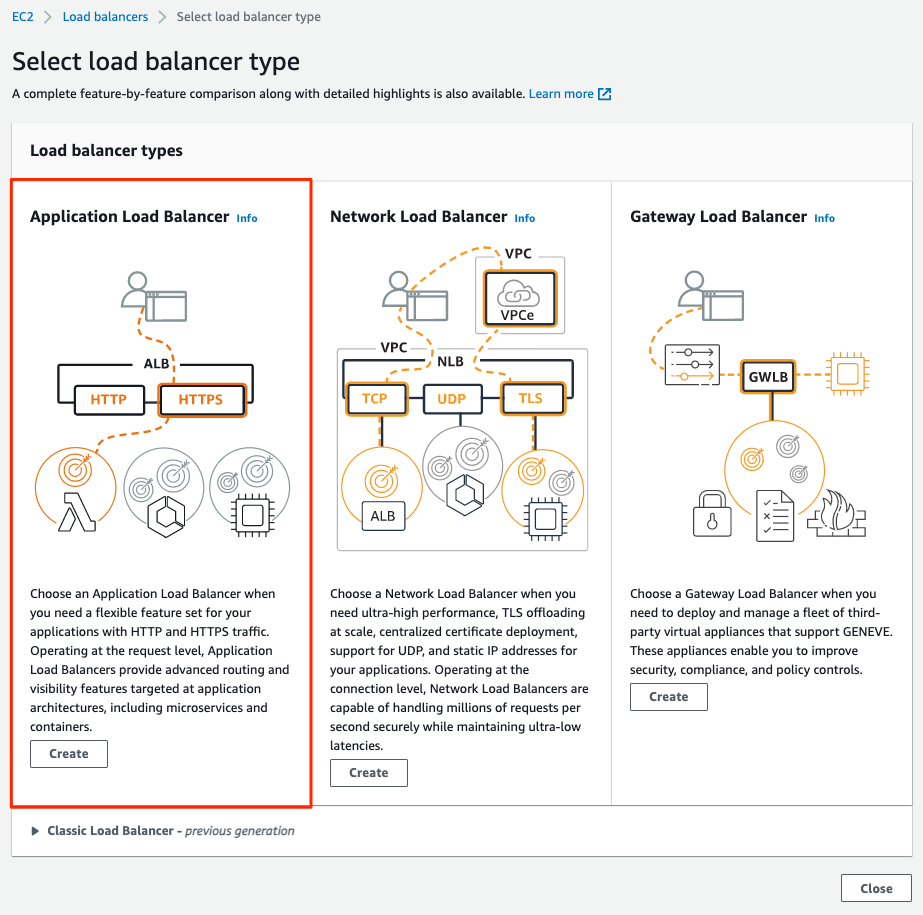 EC2 > Load balancers > Select load balancer type
Select load balancer type
A complete feature-by-feature comparison along with detailed highlights is also available. Learn more
Load balancer types
Application Load Balancer Info
ALB
HTTP
HTTPS
Choose an Application Load Balancer when
you need a flexible feature set for your
applications with HTTP and HTTPS traffic.
Operating at the request level, Application
Load Balancers provide advanced routing and
visibility features targeted at application
architectures, including microservices and
containers.
Create
Network Load Balancer Info
VPC
VPCe
VPC
NLB
TCP
UDP
TLS
ALB
Choose a Network Load Balancer when you
need ultra-high performance, TLS offloading
at scale, centralized certificate deployment,
support for UDP, and static IP addresses for
your applications. Operating at the
connection level, Network Load Balancers are
capable of handling millions of requests per
second securely while maintaining ultra-low
latencies.
Create
Gateway Load Balancer Info
GWLB
Choose a Gateway Load Balancer when you
need to deploy and manage a fleet of third-
party virtual appliances that support GENEVE.
These appliances enable you to improve
security, compliance, and policy controls.
Create
Classic Load Balancer - previous generation
Close